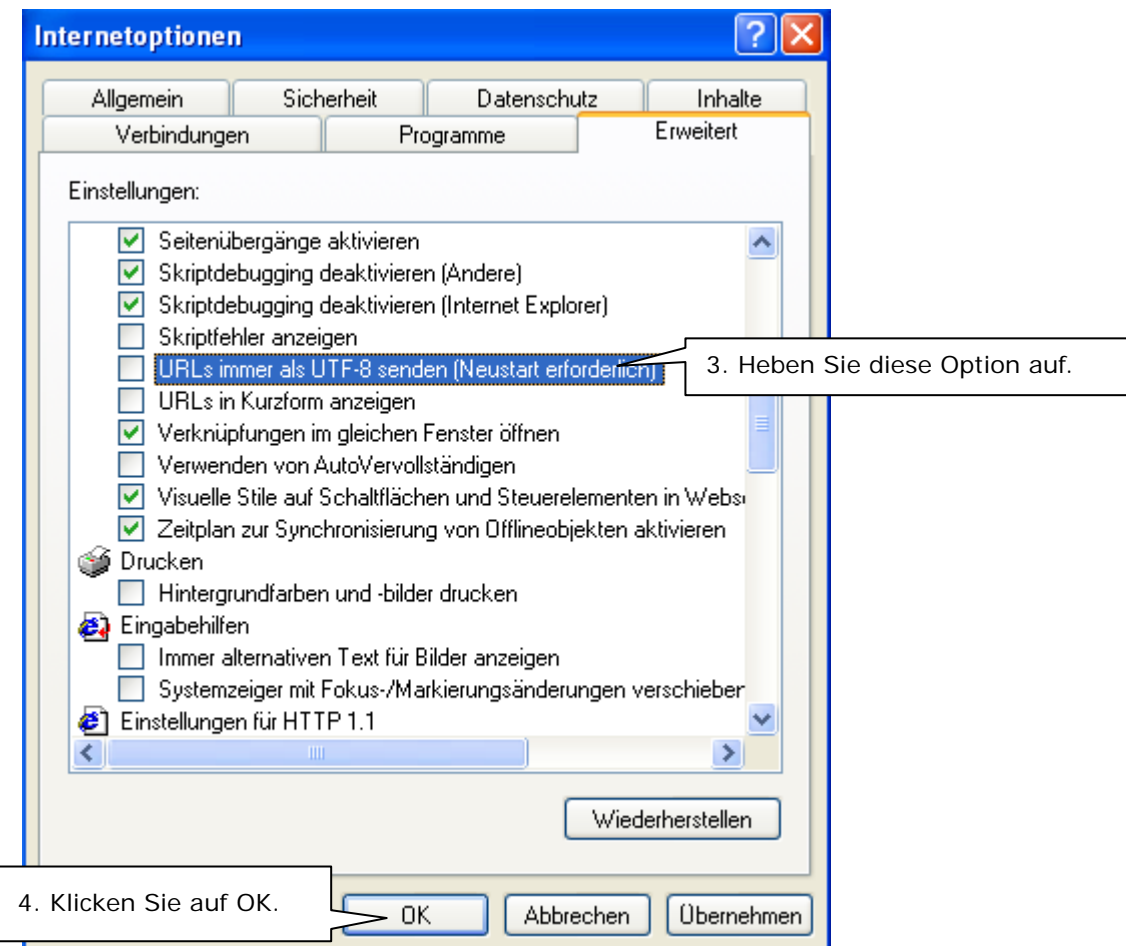 Internetoptionen
Allgemein Sicherheit Datenschutz Inhalte
Verbindungen Programme Erweitert
Einstellungen:
Seitenübergänge aktivieren
Skriptdebugging deaktivieren (Andere)
Skriptdebugging deaktivieren (Internet Explorer)
Skriptfehler anzeigen
URLs immer als UTF-8 senden (Neustart erforderlich)
3. Heben Sie diese Option auf.
URLs in Kurzform anzeigen
Verknüpfungen im gleichen Fenster öffnen
Verwenden von AutoVervollständigen
Visuelle Stile auf Schaltflächen und Steuerelementen in Webs
Zeitplan zur Synchronisierung von Offlineobjekten aktivieren
Drucken
Hintergrundfarben und -bilder drucken
Eingabehilfen
Immer alternativen Text für Bilder anzeigen
Systemzeiger mit Fokus-/Markierungsänderungen verschieben
Einstellungen für HTTP 1.1
Wiederherstellen
4. Klicken Sie auf OK.
OK Abbrechen Übernehmen